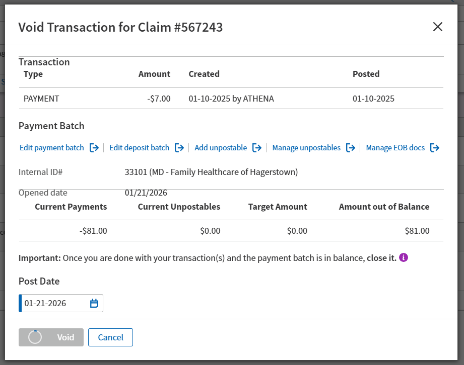 Void Transaction for Claim #567243
Transaction
Type Amount Created Posted
PAYMENT -$7.00 01-10-2025 by ATHENA 01-10-2025
Payment Batch
Edit payment batch Edit deposit batch Add unpostable Manage unpostables Manage EOB docs
Internal ID# 33101 (MD - Family Healthcare of Hagerstown)
Opened date 01/21/2026
Current Payments Current Unpostables Target Amount Amount out of Balance
-$81.00 $0.00 $0.00 $81.00
Important: Once you are done with your transaction(s) and the payment batch is in balance, close it.
Post Date
01-21-2026
Void Cancel